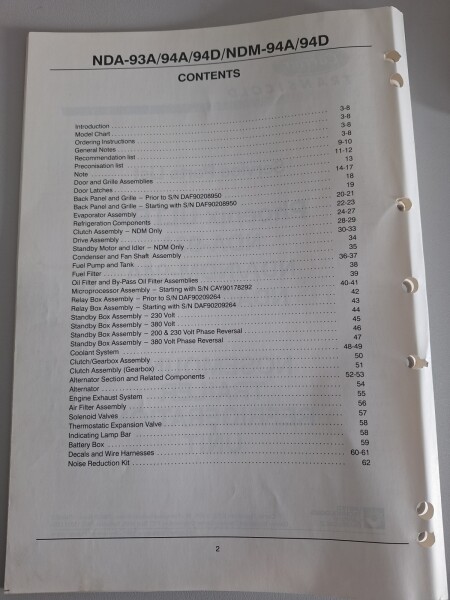 NDA-93A/94A/94D/NDM-94A/94D
CONTENTS
Introduction 3-8
Model Chart 3-8
Ordering Instructions 3-8
General Notes 3-8
Recommendation list 9-10
Preconisation list 11-12
Note 13
Door and Grille Assemblies 14-17
Door Latches 18
Back Panel and Grille – Prior to S/N DAF90208950 19
Back Panel and Grille – Starting with S/N DAF90208950 20-21
Evaporator Assembly 22-23
Refrigeration Components 24-27
Clutch Assembly – NDM Only 28-29
Drive Assembly 30-33
Standby Motor and Idler – NDM Only 34
Condenser and Fan Shaft Assembly 35
Fuel Pump and Tank 36-37
Fuel Filter 38
Oil Filter and By-Pass Oil Filter Assemblies 39
Microprocessor Assembly – Starting with S/N CAY90178292 40-41
Relay Box Assembly – Prior to S/N DAF90209264 42
Relay Box Assembly – Starting with S/N DAF90209264 43
Standby Box Assembly – 230 Volt 44
Standby Box Assembly – 380 Volt 45
Standby Box Assembly – 200 & 230 Volt Phase Reversal 46
Standby Box Assembly – 380 Volt Phase Reversal 47
Coolant System 48-49
Clutch/Gearbox Assembly 50
Clutch Assembly (Gearbox) 51
Alternator Section and Related Components 52-53
Alternator 54
Engine Exhaust System 55
Air Filter Assembly 56
Solenoid Valves 57
Thermostatic Expansion Valve 58
Indicating Lamp Bar 58
Battery Box 59
Decals and Wire Harnesses 60-61
Noise Reduction Kit 62
2